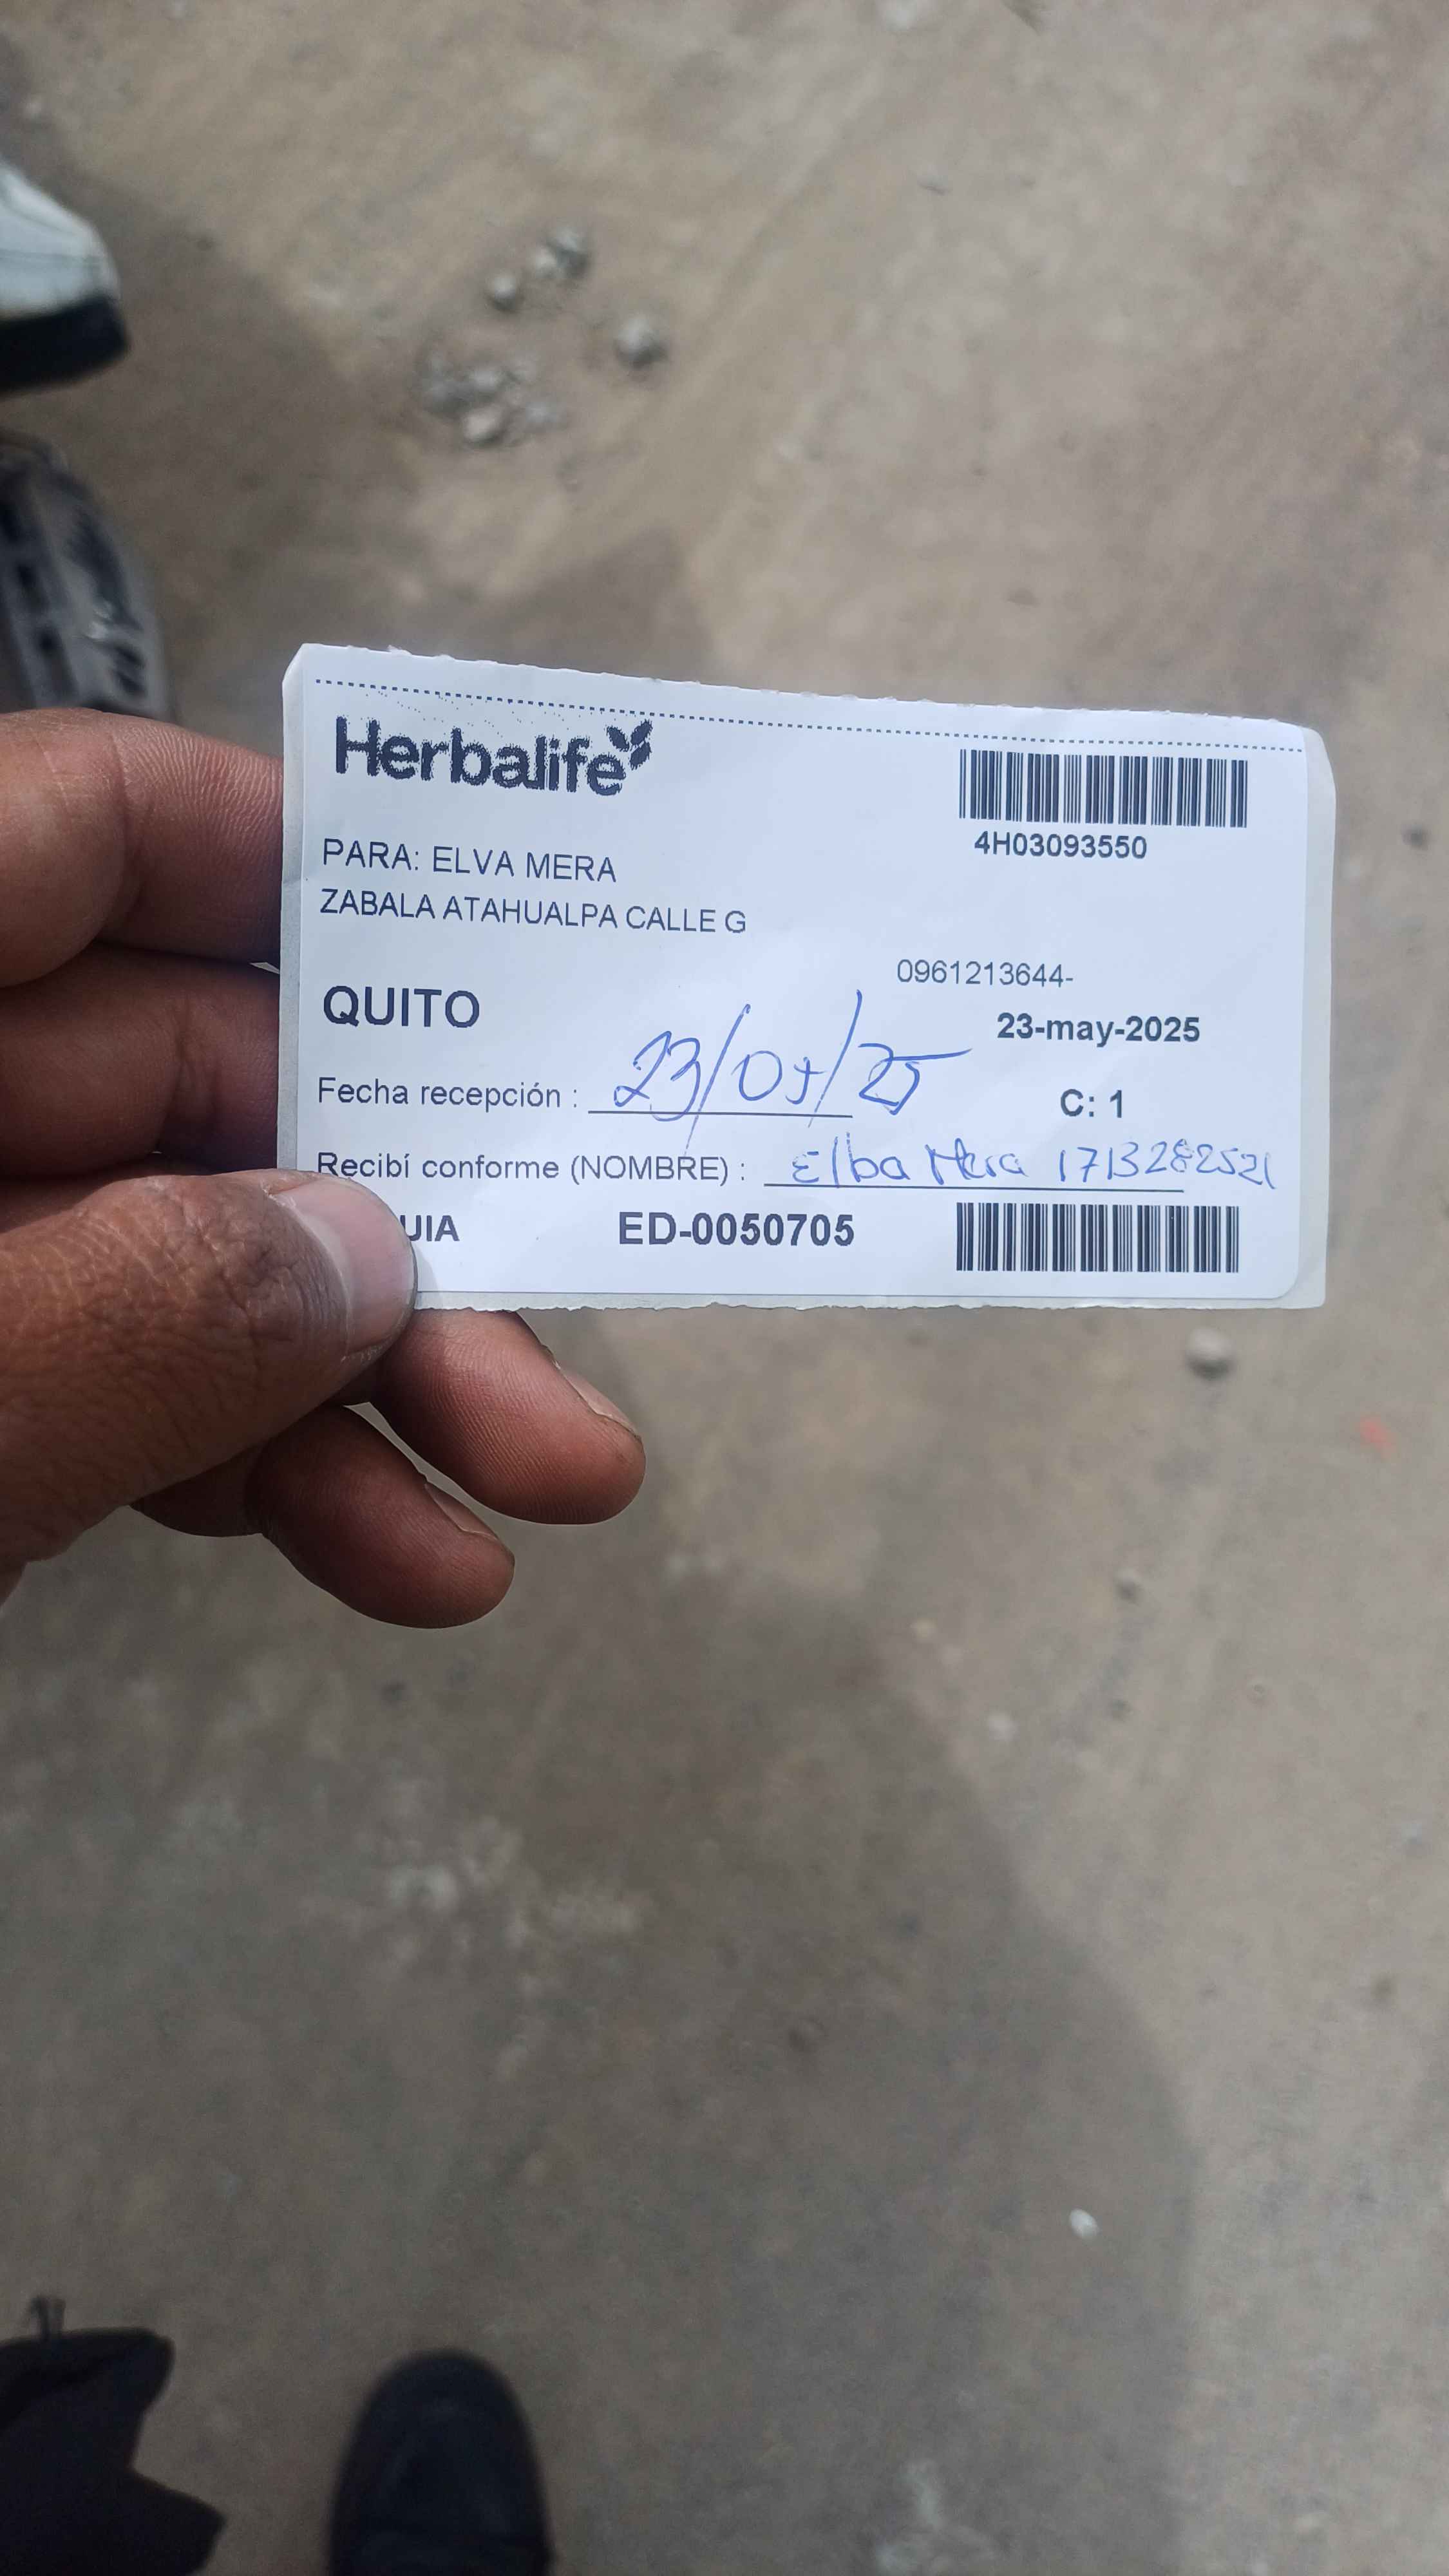 Herbalife
4H03093550
PARA: ELVA MERA
ZABALA ATAHUALPA CALLE G
0961213644-
QUITO
23-may-2025
Fecha recepción : 23/05/25
C: 1
Recibí conforme (NOMBRE) : Elba Mera 1713282521
UIA ED-0050705